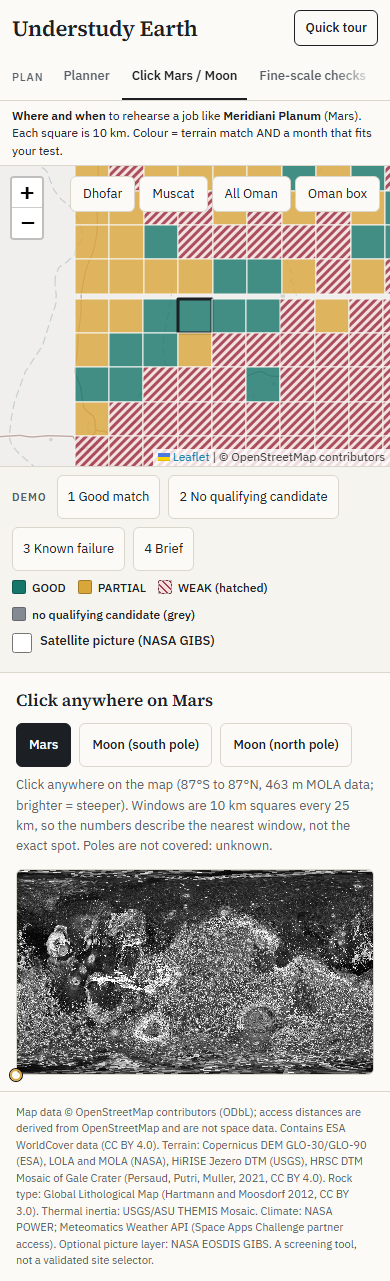 Understudy Earth
Quick tour
PLAN
Planner
Click Mars / Moon
Fine-scale checks
Where and when to rehearse a job like Meridiani Planum (Mars).
Each square is 10 km. Colour = terrain match AND a month that fits
your test.
+
−
Dhofar
Muscat
All Oman
Oman box
Leaflet | © OpenStreetMap contributors
DEMO
1 Good match
2 No qualifying candidate
3 Known failure
4 Brief
GOOD
PARTIAL
WEAK (hatched)
no qualifying candidate (grey)
Satellite picture (NASA GIBS)
Click anywhere on Mars
Mars
Moon (south pole)
Moon (north pole)
Click anywhere on the map (87°S to 87°N, 463 m MOLA data;
brighter = steeper). Windows are 10 km squares every 25
km, so the numbers describe the nearest window, not the
exact spot. Poles are not covered: unknown.
Map data © OpenStreetMap contributors (ODbL); access distances are
derived from OpenStreetMap and are not space data. Contains ESA
WorldCover data (CC BY 4.0). Terrain: Copernicus DEM GLO-30/GLO-90
(ESA), LOLA and MOLA (NASA), HiRISE Jezero DTM (USGS), HRSC DTM
Mosaic of Gale Crater (Persaud, Putri, Muller, 2021, CC BY 4.0). Rock
type: Global Lithological Map (Hartmann and Moosdorf 2012, CC BY
3.0). Thermal inertia: USGS/ASU THEMIS Mosaic. Climate: NASA
POWER; Meteomatics Weather API (Space Apps Challenge partner
access). Optional picture layer: NASA EOSDIS GIBS. A screening tool,
not a validated site selector.